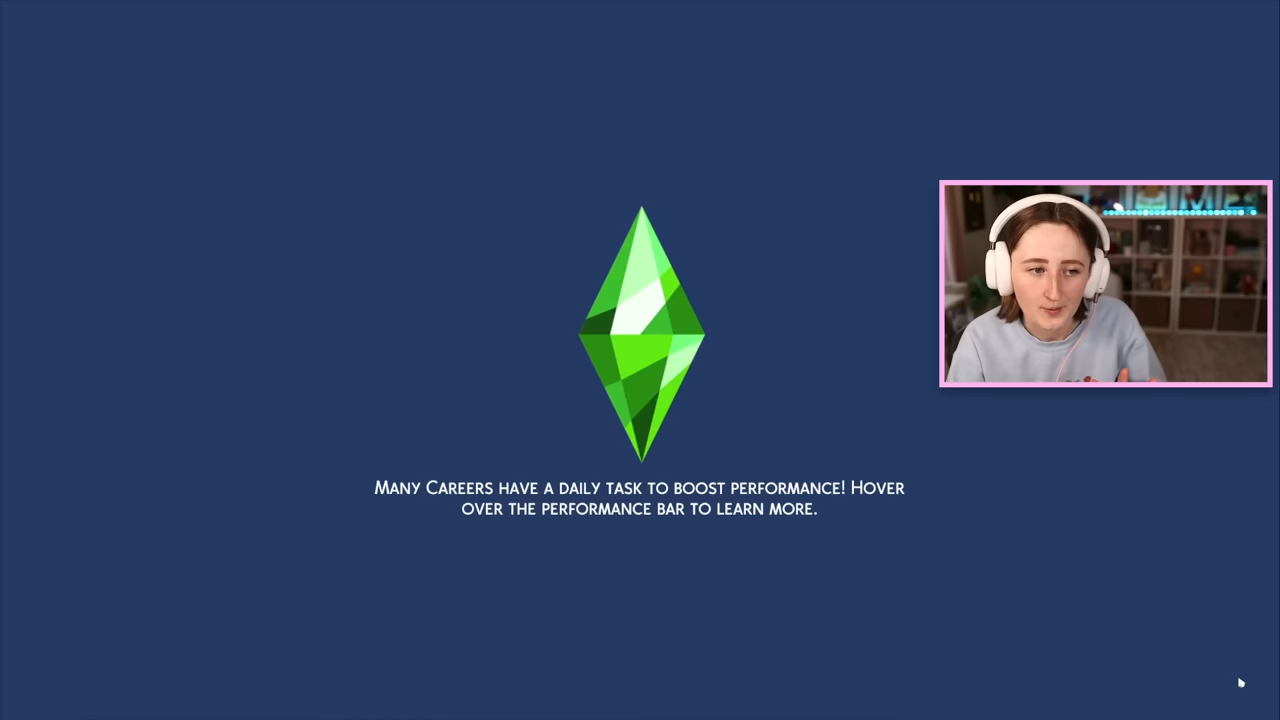 Many Careers have a daily task to boost performance! Hover
over the performance bar to learn more.